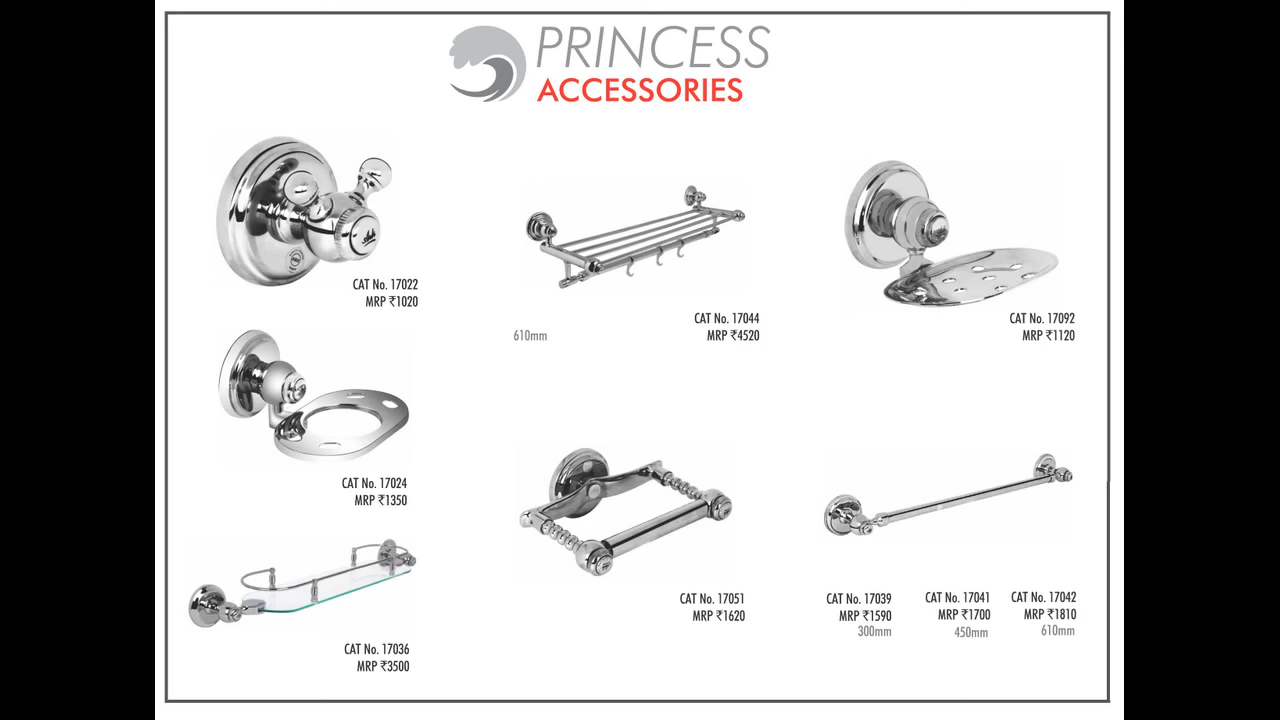 PRINCESS
ACCESSORIES
CAT No. 17022
MRP ₹1020
610mm
CAT No. 17044
MRP ₹4520
CAT No. 17092
MRP ₹1120
CAT No. 17024
MRP ₹1350
CAT No. 17036
MRP ₹3500
CAT No. 17051
MRP ₹1620
CAT No. 17039
MRP ₹1590
300mm
CAT No. 17041
MRP ₹1700
450mm
CAT No. 17042
MRP ₹1810
610mm